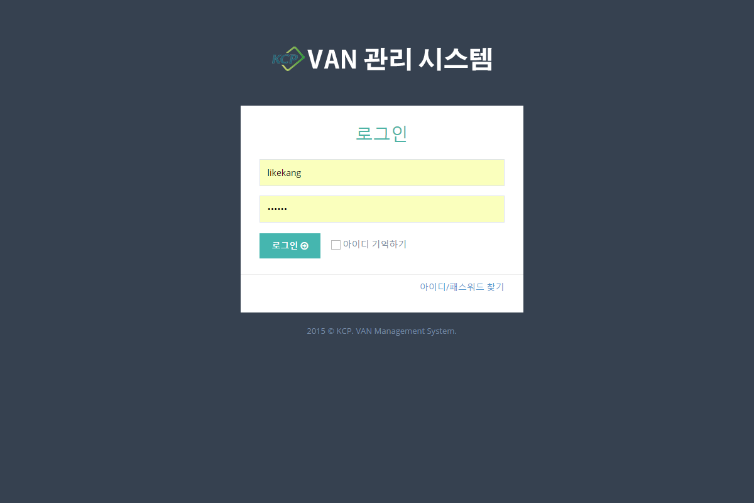 KCP VAN 관리 시스템
로그인
likekang
••••••
로그인
아이디 기억하기
아이디/패스워드 찾기
2015 © KCP. VAN Management System.